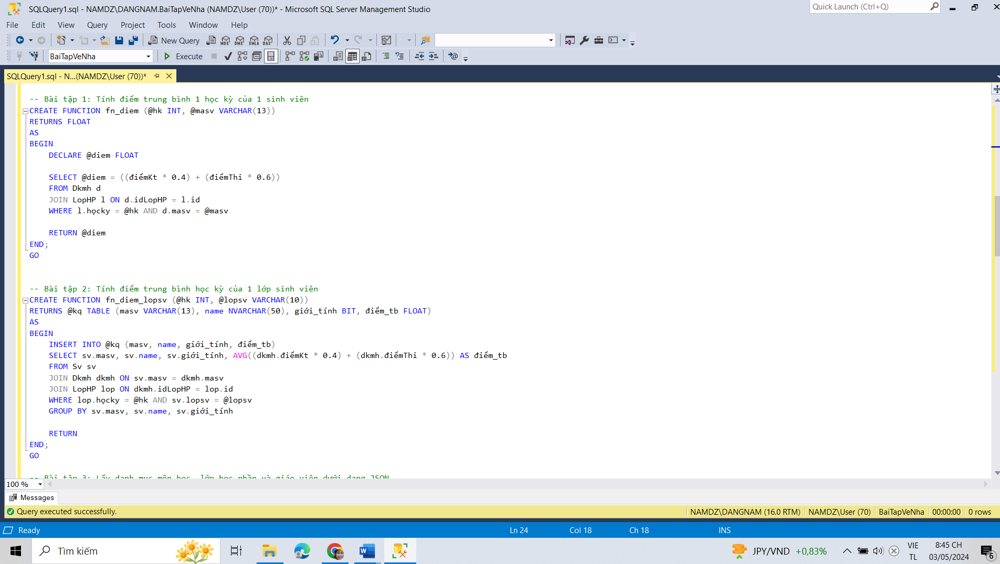 SQLQuery1.sql - NAMDZ\DANGNAM.BaiTapVeNha (NAMDZ\User (70))* - Microsoft SQL Server Management Studio
Quick Launch (Ctrl+Q)
File Edit View Query Project Tools Window Help
New Query
MDX DMX XMLA DAX
BaiTapVeNha
Execute
SQLQuery1.sql - N...(NAMDZ\User (70))*
-- Bài tập 1: Tính điểm trung bình 1 học kỳ của 1 sinh viên
CREATE FUNCTION fn_diem (@hk INT, @masv VARCHAR(13))
RETURNS FLOAT
AS
BEGIN
DECLARE @diem FLOAT
SELECT @diem = ((điểmKt * 0.4) + (điểmThi * 0.6))
FROM Dkmh d
JOIN LopHP l ON d.idLopHP = l.id
WHERE l.họcky = @hk AND d.masv = @masv
RETURN @diem
END;
GO
-- Bài tập 2: Tính điểm trung bình học kỳ của 1 lớp sinh viên
CREATE FUNCTION fn_diem_lopsv (@hk INT, @lopsv VARCHAR(10))
RETURNS @kq TABLE (masv VARCHAR(13), name NVARCHAR(50), giới_tính BIT, điểm_tb FLOAT)
AS
BEGIN
INSERT INTO @kq (masv, name, giới_tính, điểm_tb)
SELECT sv.masv, sv.name, sv.giới_tính, AVG((dkmh.điểmKt * 0.4) + (dkmh.điểmThi * 0.6)) AS điểm_tb
FROM Sv sv
JOIN Dkmh dkmh ON sv.masv = dkmh.masv
JOIN LopHP lop ON dkmh.idLopHP = lop.id
WHERE lop.họcky = @hk AND sv.lopsv = @lopsv
GROUP BY sv.masv, sv.name, sv.giới_tính
RETURN
END;
GO
-- Bài tập 3: Lấy danh mục môn học, lớp học phần và giáo viên dưới dạng JSON
100 %
Messages
Query executed successfully.
NAMDZ\DANGNAM (16.0 RTM) NAMDZ\User (70) BaiTapVeNha 00:00:00 0 rows
Ready
Ln 24 Col 18 Ch 18 INS
Tìm kiếm
JPY/VND +0,83%
VIE
TL
8:45 CH
03/05/2024
6